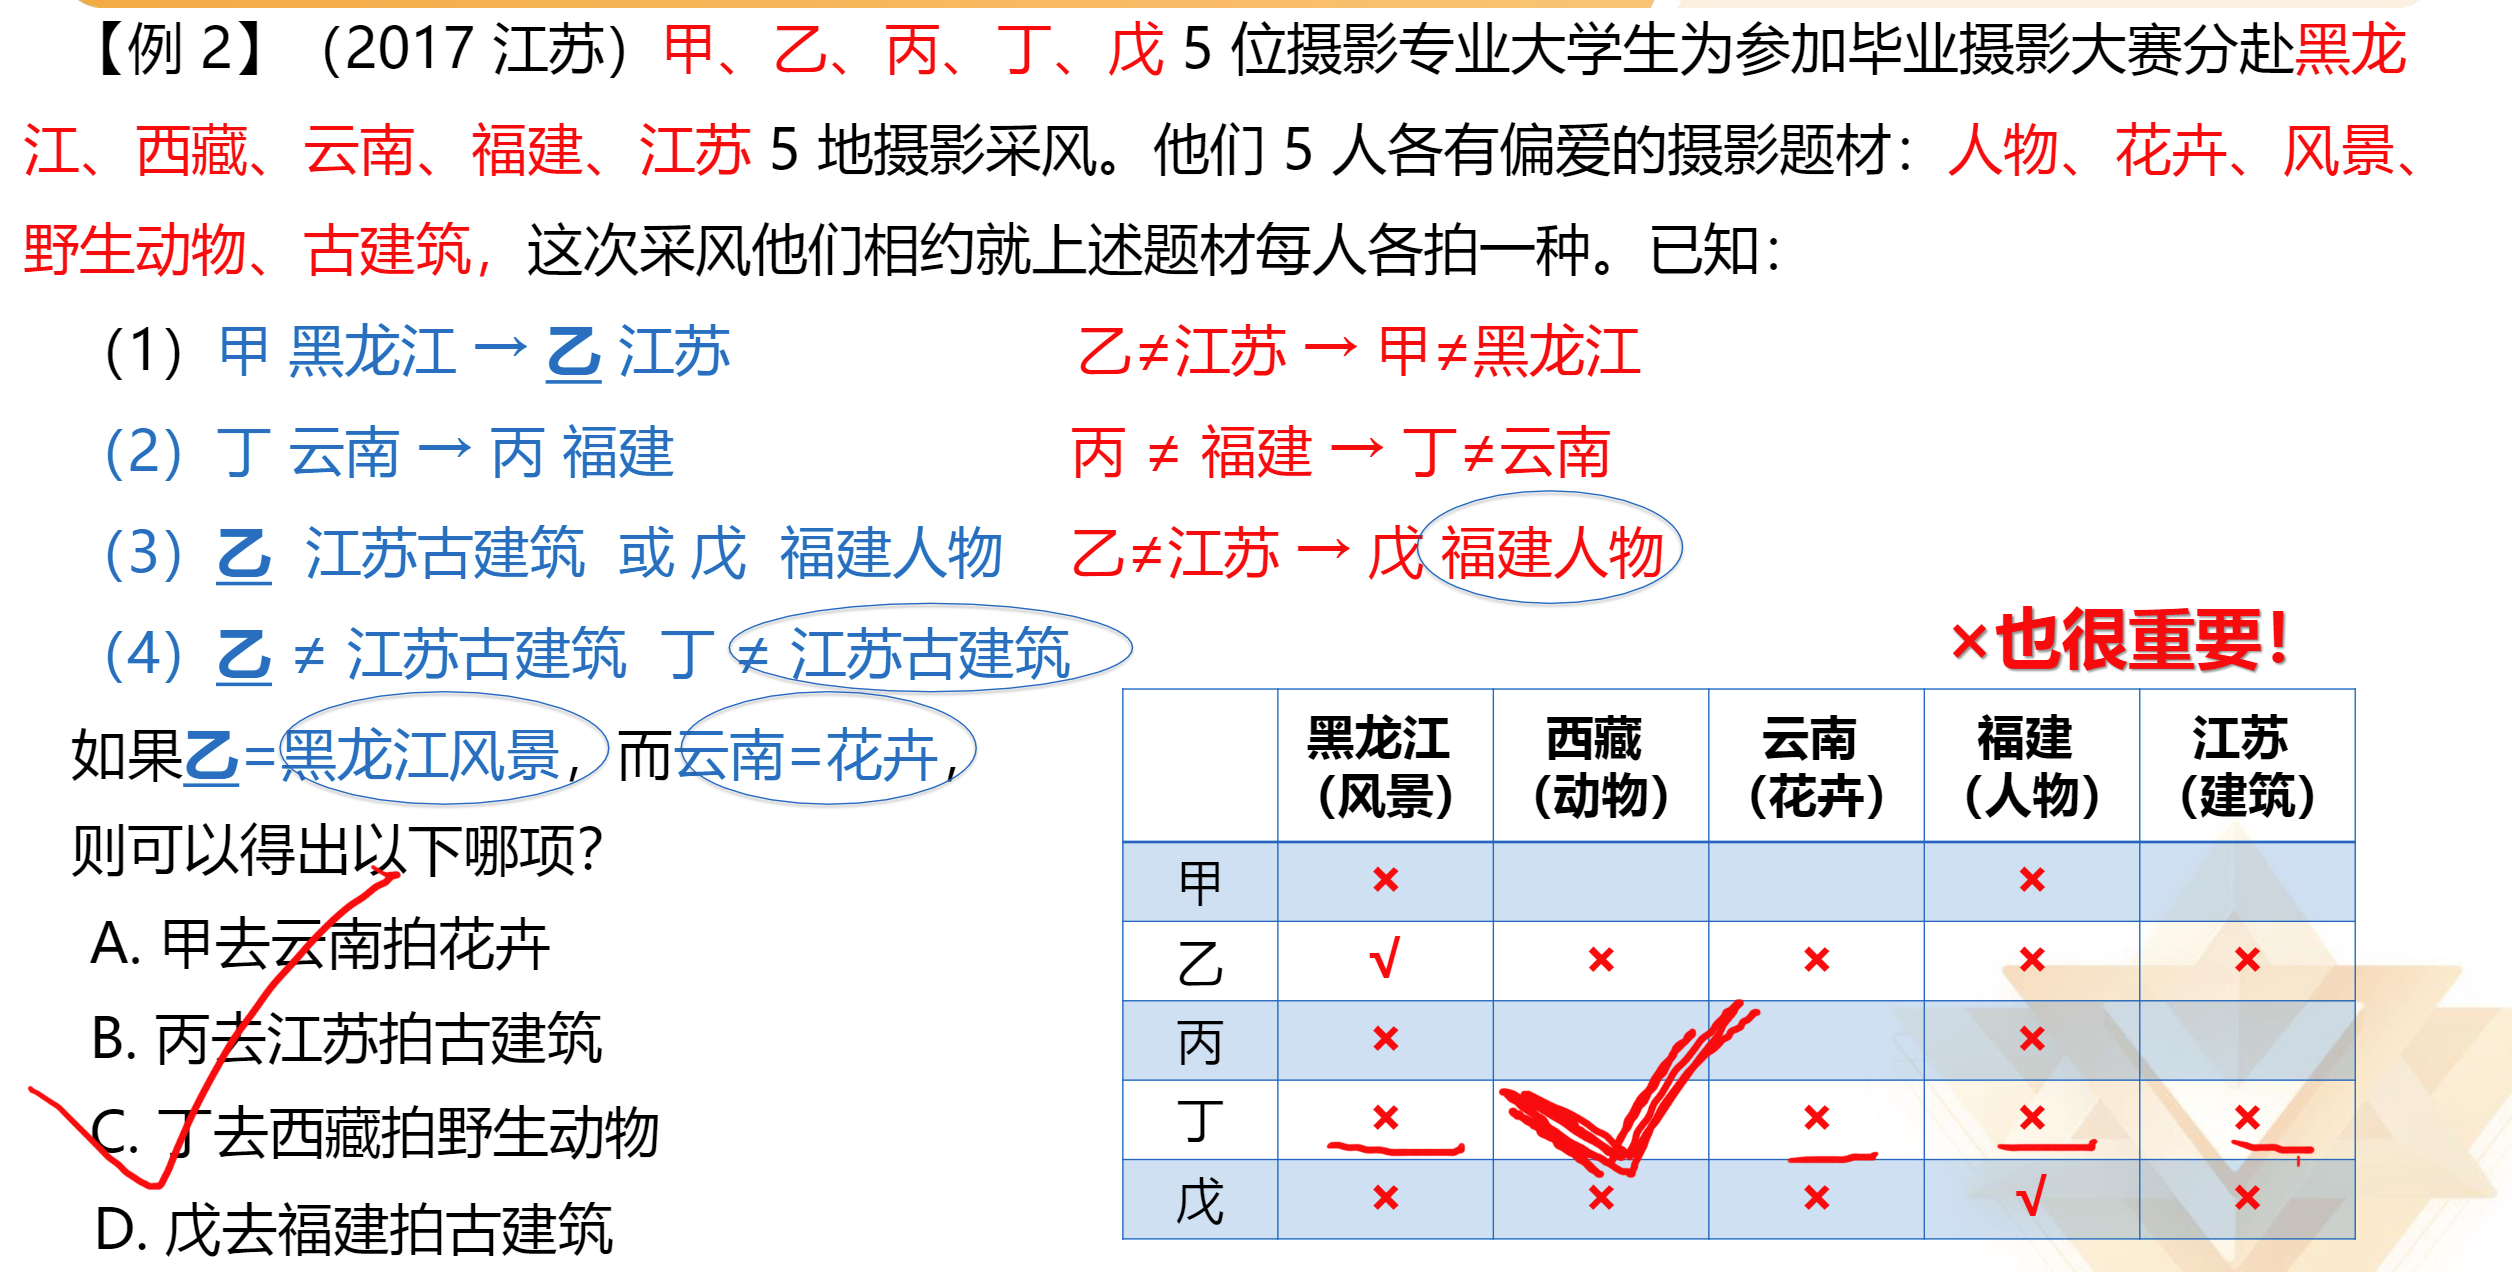 【例 2】（2017 江苏）甲、乙、丙、丁、戊 5 位摄影专业大学生为参加毕业摄影大赛分赴黑龙
江、西藏、云南、福建、江苏 5 地摄影采风。他们 5 人各有偏爱的摄影题材：人物、花卉、风景、
野生动物、古建筑，这次采风他们相约就上述题材每人各拍一种。已知：
（1）甲 黑龙江 → 乙 江苏 乙≠江苏 → 甲≠黑龙江
（2）丁 云南 → 丙 福建 丙 ≠ 福建 → 丁≠云南
（3）乙 江苏古建筑 或 戊 福建人物 乙≠江苏 → 戊 福建人物
（4）乙 ≠ 江苏古建筑 丁 ≠ 江苏古建筑
×也很重要！
如果乙=黑龙江风景，而云南=花卉，
则可以得出以下哪项？
A. 甲去云南拍花卉
B. 丙去江苏拍古建筑
C. 丁去西藏拍野生动物
D. 戊去福建拍古建筑
黑龙江 西藏 云南 福建 江苏
（风景） （动物） （花卉） （人物） （建筑）
甲 × ×
乙 √ × × × ×
丙 × ×
丁 × × × ×
戊 × × × √ ×